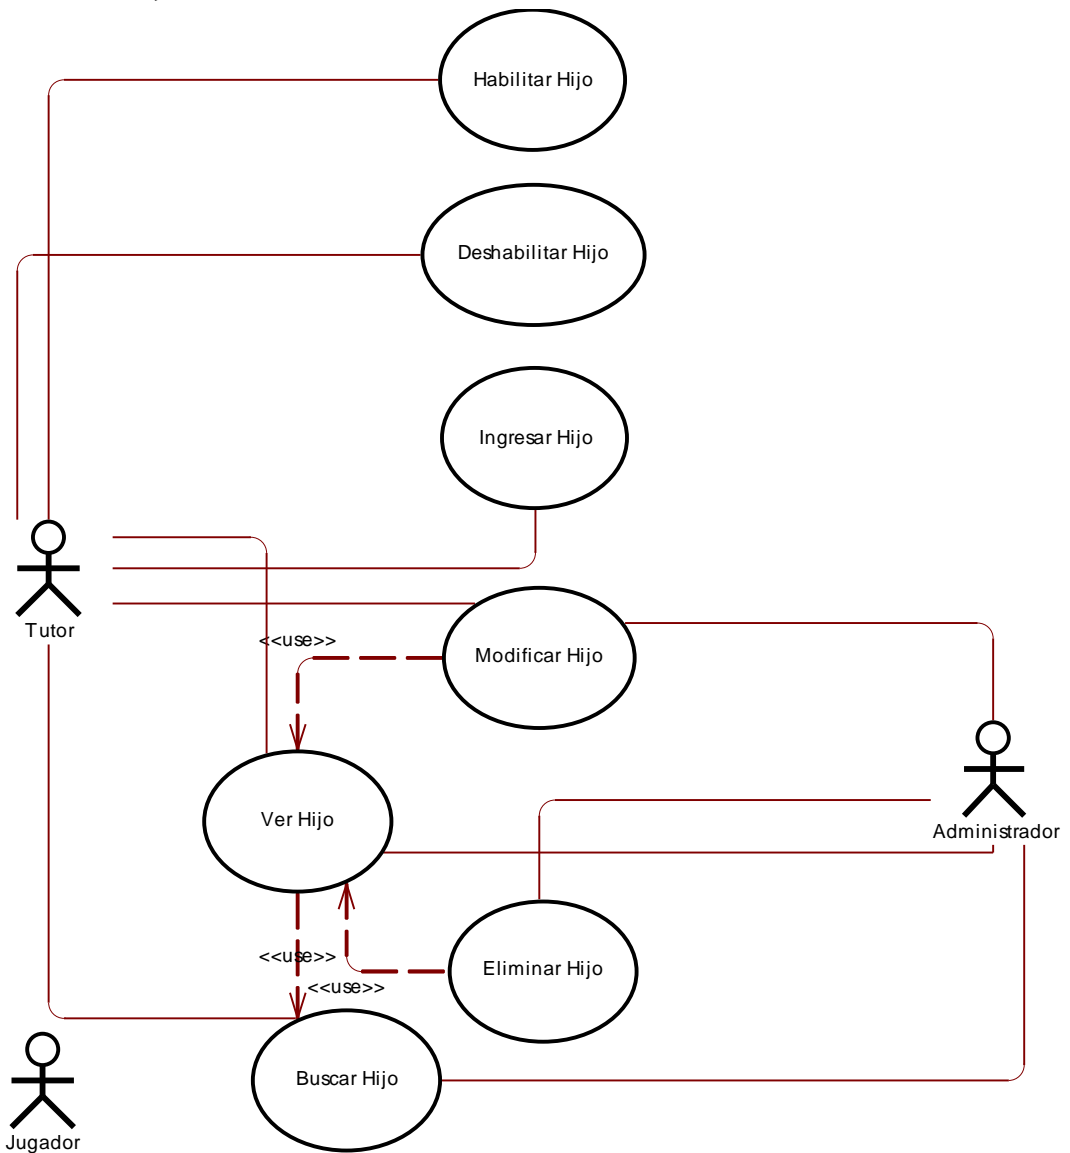 Habilitar Hijo
Deshabilitar Hijo
Ingresar Hijo
Tutor
<<use>>
Modificar Hijo
Ver Hijo
Administrador
<<use>>
Eliminar Hijo
<<use>>
Buscar Hijo
Jugador